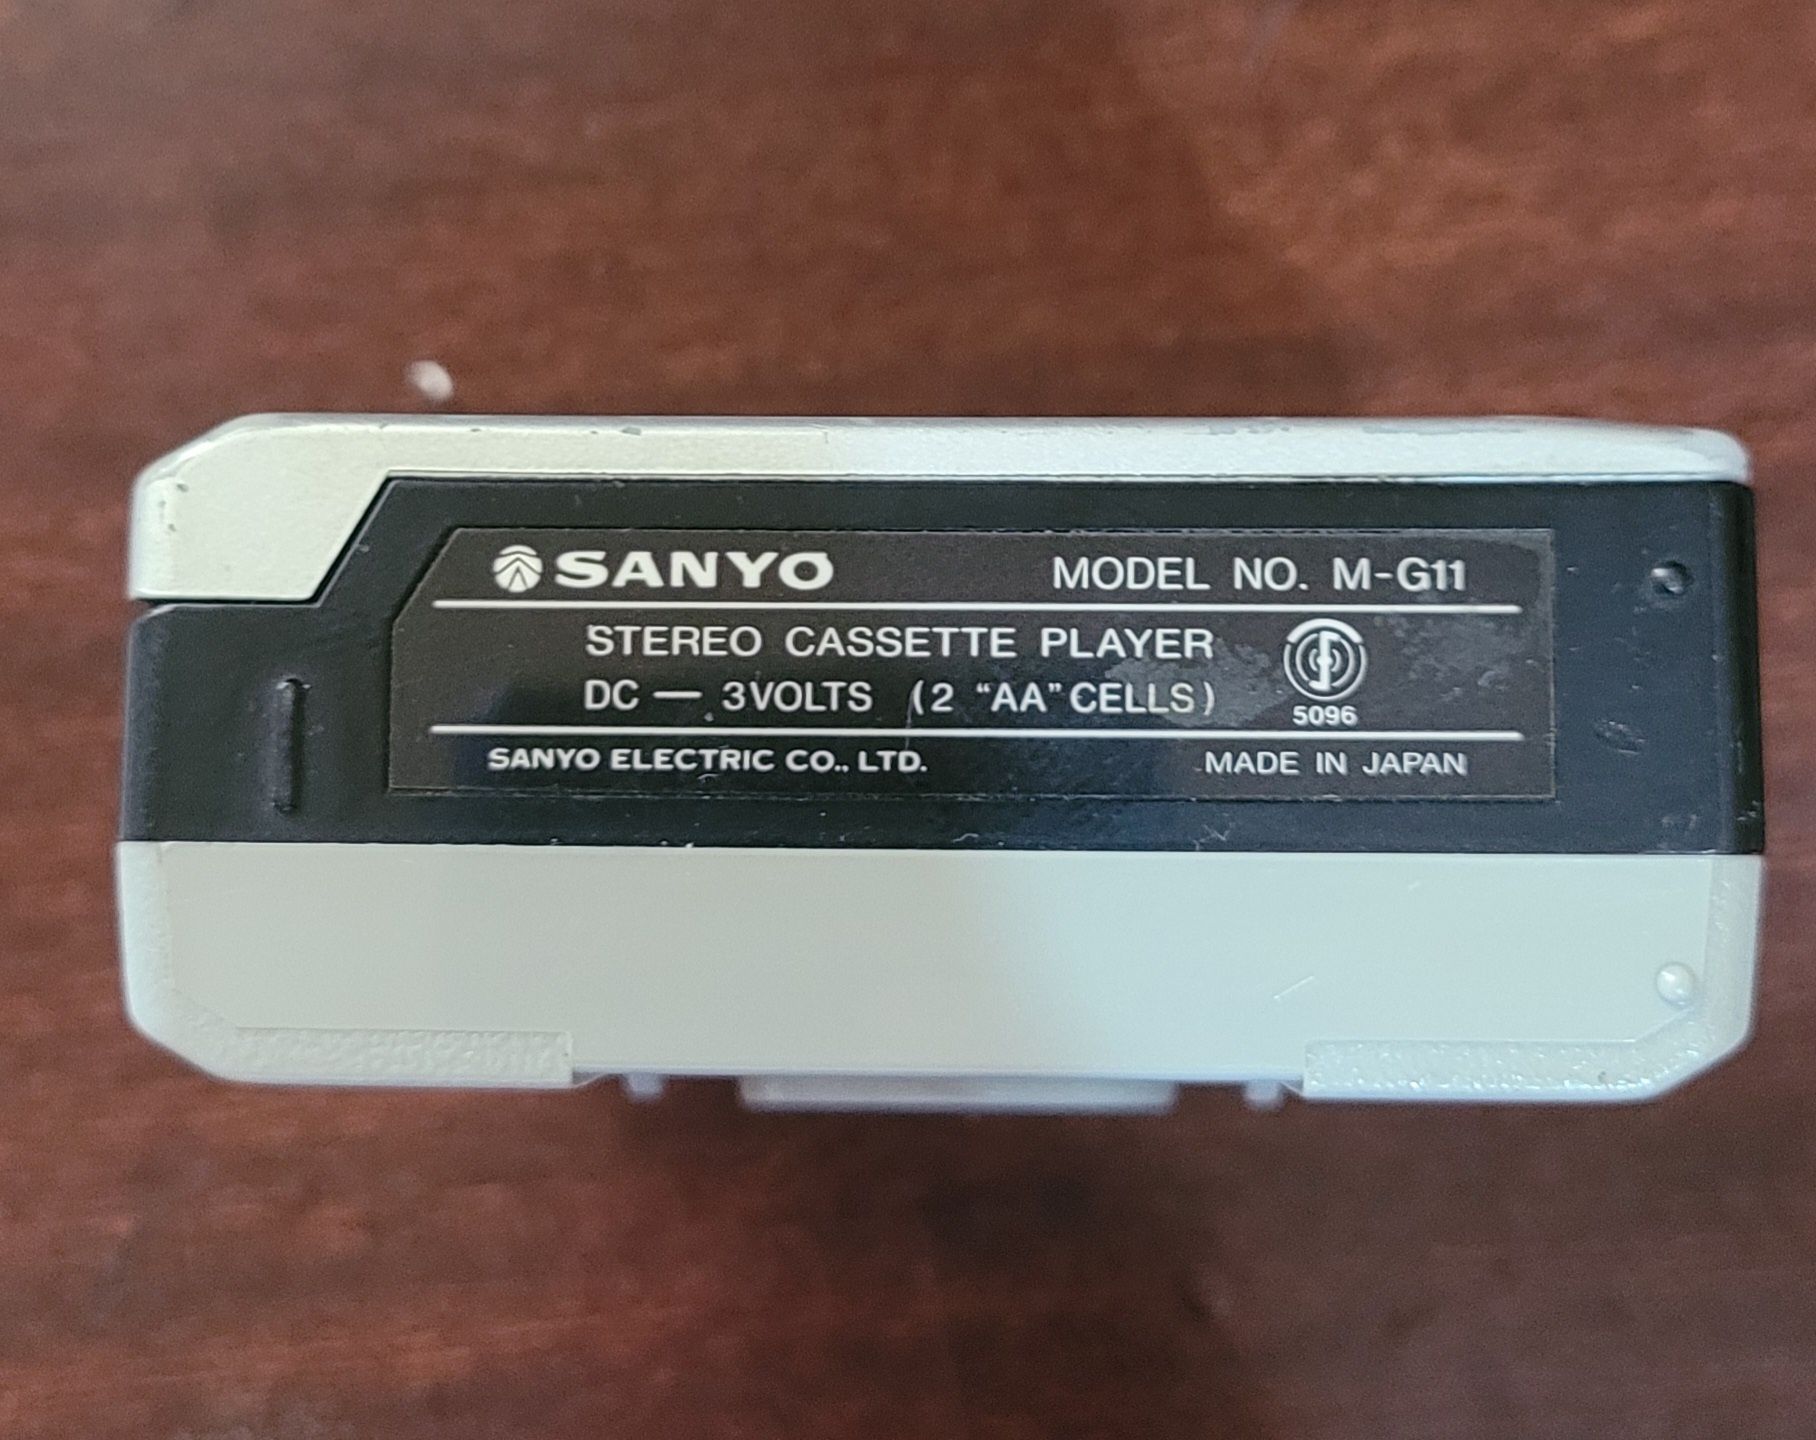 SANYO MODEL NO. M-G11
STEREO CASSETTE PLAYER
DC — 3VOLTS (2 “AA” CELLS)
5096
SANYO ELECTRIC CO., LTD. MADE IN JAPAN